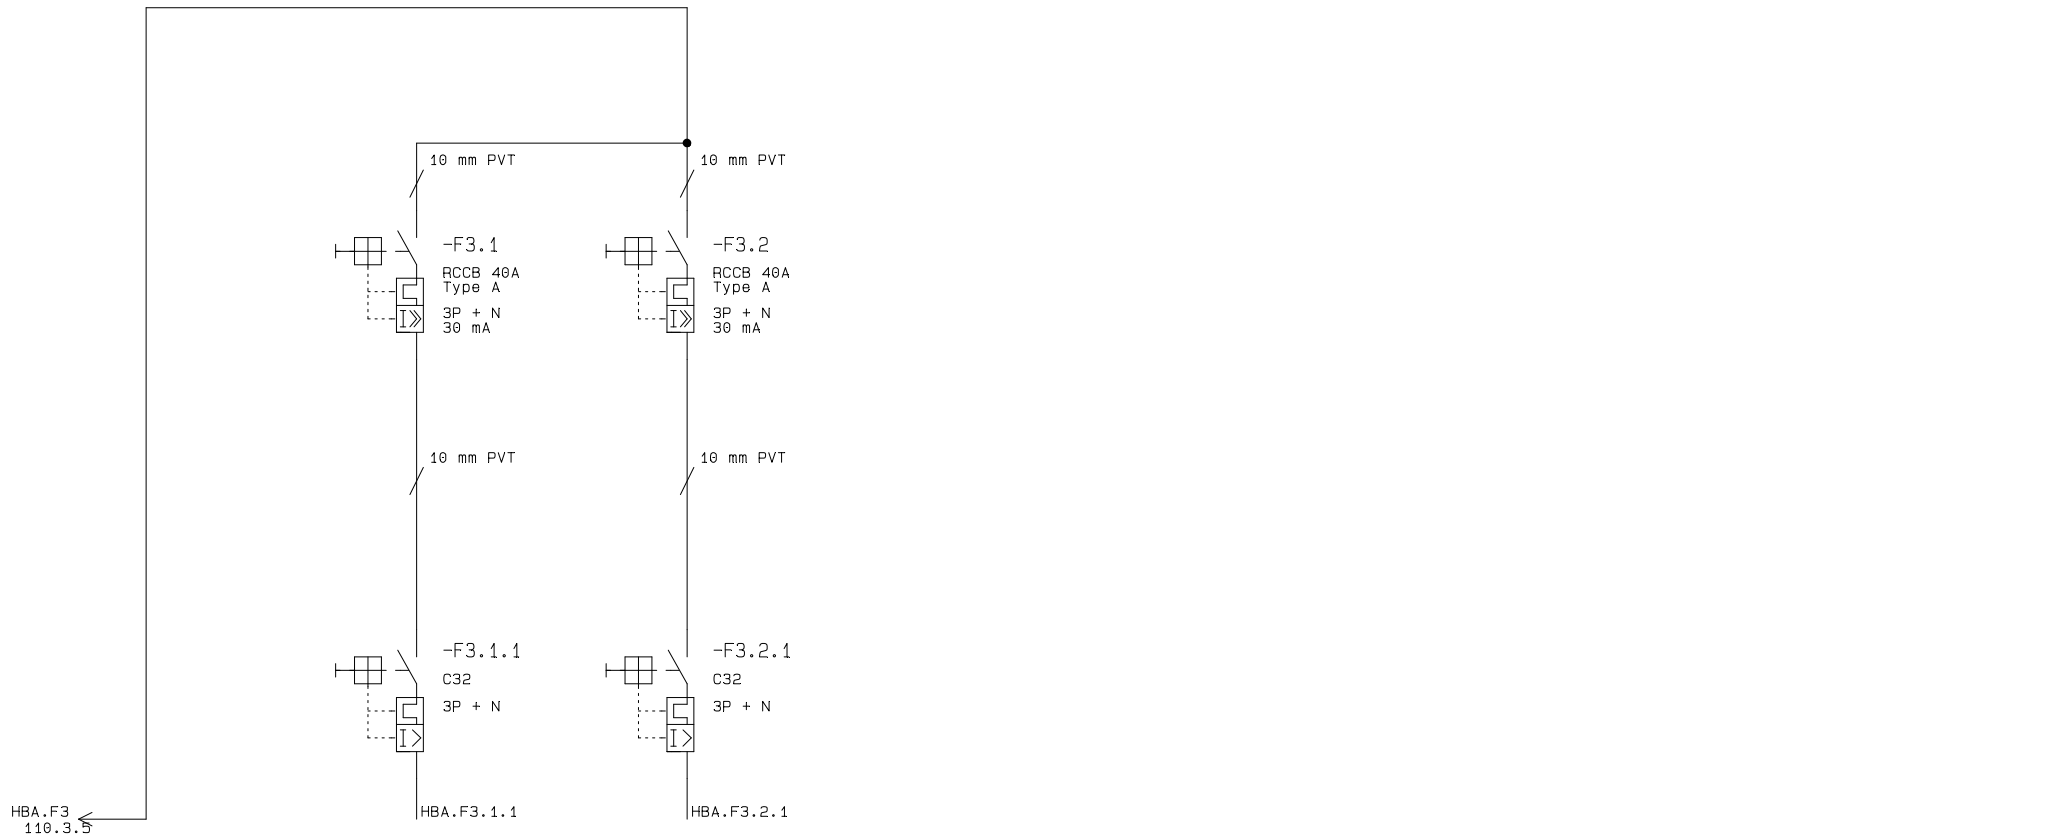 10 mm PVT
10 mm PVT
-F3.1
RCCB 40A
Type A
3P + N
30 mA
-F3.2
RCCB 40A
Type A
3P + N
30 mA
10 mm PVT
10 mm PVT
-F3.1.1
C32
3P + N
I>
-F3.2.1
C32
3P + N
I>
HBA.F3
110.3.5
HBA.F3.1.1
HBA.F3.2.1